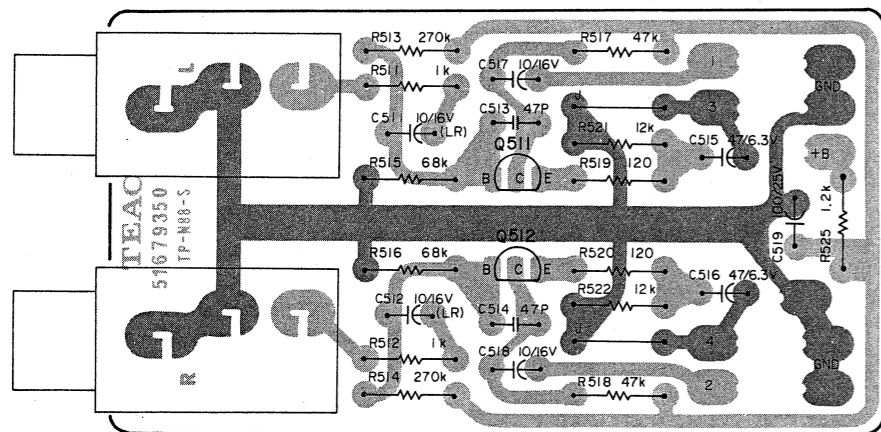 R513 270k
R517 47k
L
R511 1k
C517 10/16V
1
GND
C511 10/16V (LR)
C513 47P
J
3
R521 12k
Q511
C515 47/6.3V
+B
R515 68k
B C E
R519 120
TEAC
51679350
TP-N88-S
C519
R525 1.2k
R516 68k
Q512
B C E
R520 120
C516 47/6.3V
R522 12k
C512 10/16V (LR)
C514 47P
J
4
R512 1k
C518 10/16V
GND
R
R514 270k
R518 47k
2